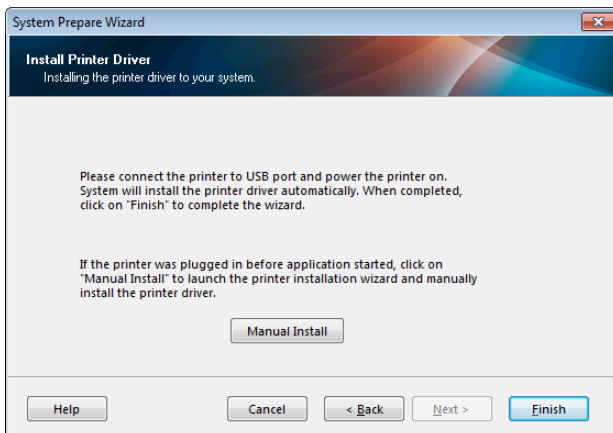 System Prepare Wizard
Install Printer Driver
Installing the printer driver to your system.
Please connect the printer to USB port and power the printer on.
System will install the printer driver automatically. When completed,
click on "Finish" to complete the wizard.
If the printer was plugged in before application started, click on
"Manual Install" to launch the printer installation wizard and manually
install the printer driver.
Manual Install
Help Cancel < Back Next > Finish